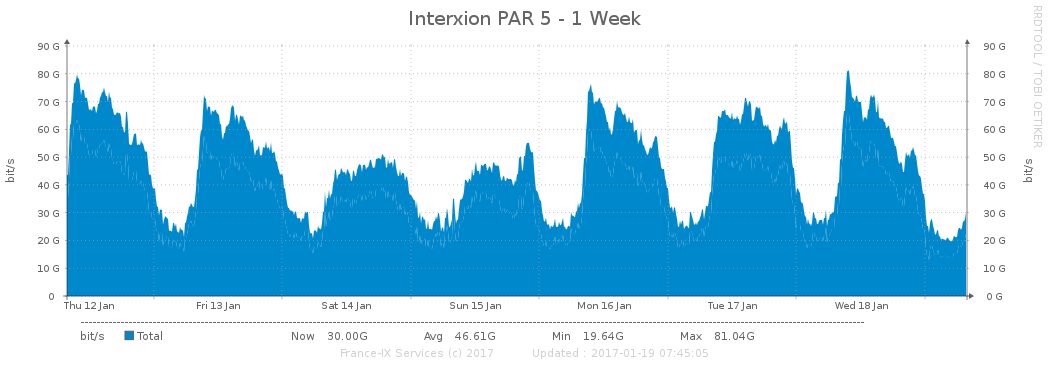 Interxion PAR 5 - 1 Week
RRDTOOL / TOBI OETIKER
90 G 90 G
80 G 80 G
70 G 70 G
60 G 60 G
50 G 50 G
40 G 40 G
30 G 30 G
20 G 20 G
10 G 10 G
0 0 G
bit/s
bit/s
Thu 12 Jan Fri 13 Jan Sat 14 Jan Sun 15 Jan Mon 16 Jan Tue 17 Jan Wed 18 Jan
bit/s Total Now 30.00G Avg 46.61G Min 19.64G Max 81.04G
France-IX Services (c) 2017 Updated : 2017-01-19 07:45:05